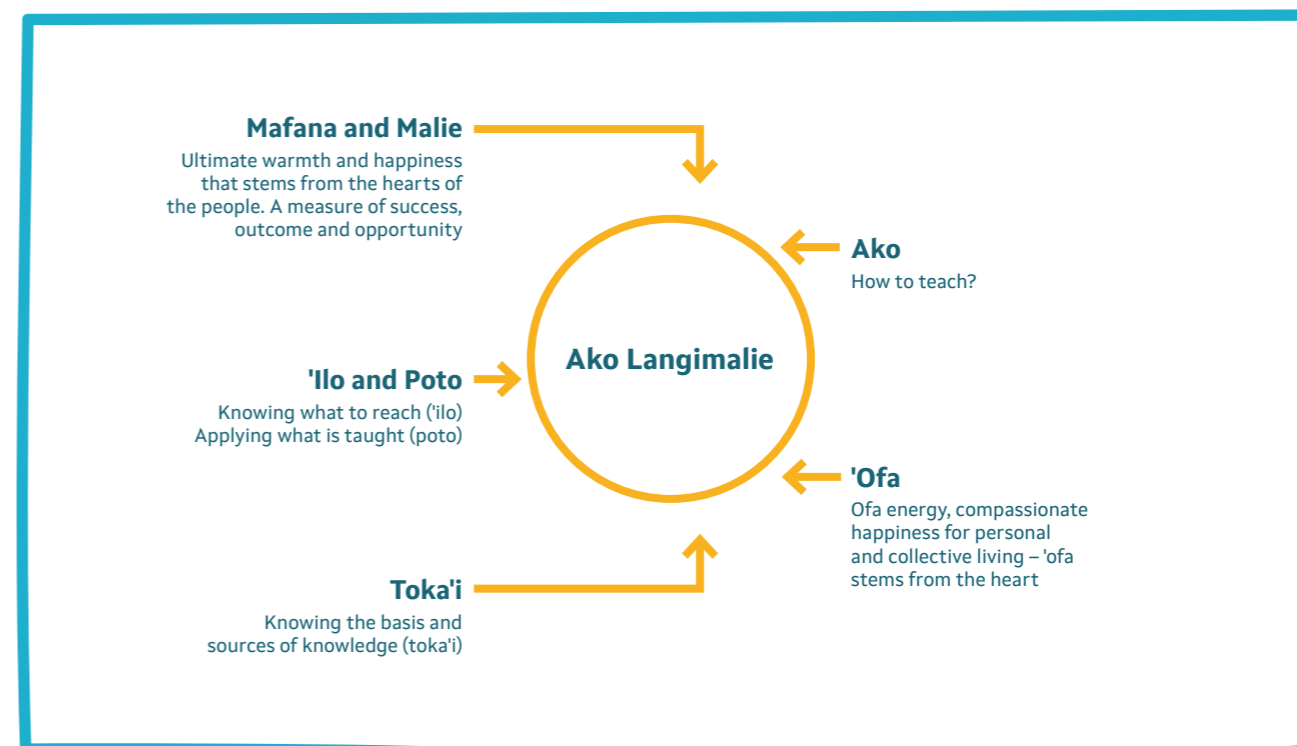 Mafana and Malie
Ultimate warmth and happiness
that stems from the hearts of
the people. A measure of success,
outcome and opportunity
Ako
How to teach?
Ako Langimalie
'Ilo and Poto
Knowing what to reach ('ilo)
Applying what is taught (poto)
'Ofa
Ofa energy, compassionate
happiness for personal
and collective living – 'ofa
stems from the heart
Toka'i
Knowing the basis and
sources of knowledge (toka'i)